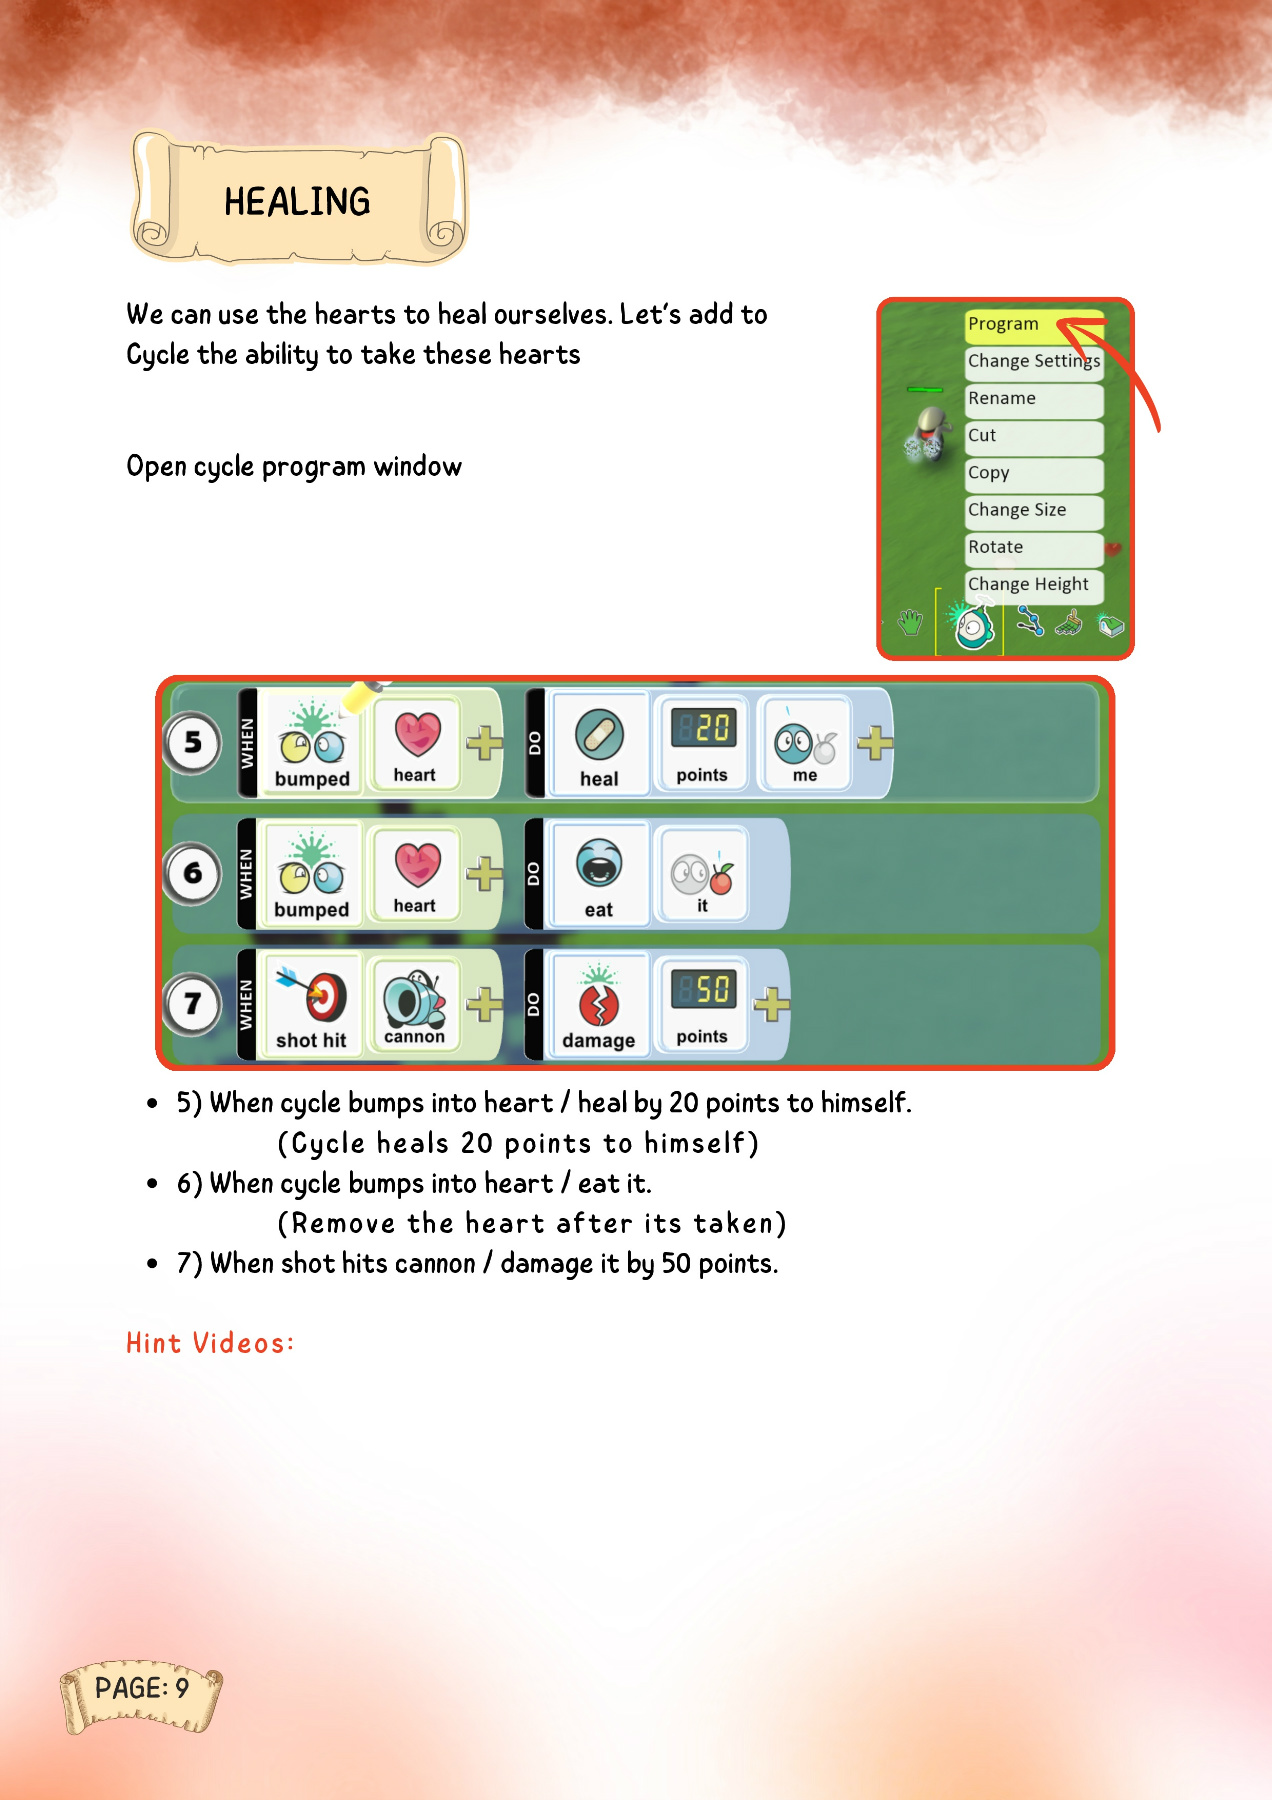 HEALING
We can use the hearts to heal ourselves. Let's add to
Cycle the ability to take these hearts
Open cycle program window
Program
Change Settings
Rename
Cut
Copy
Change Size
Rotate
Change Height
5 WHEN bumped heart DO heal 20 points me
6 WHEN bumped heart DO eat it
7 WHEN shot hit cannon DO damage 50 points
• 5) When cycle bumps into heart / heal by 20 points to himself.
(Cycle heals 20 points to himself)
• 6) When cycle bumps into heart / eat it.
(Remove the heart after its taken)
• 7) When shot hits cannon / damage it by 50 points.
Hint Videos:
PAGE: 9